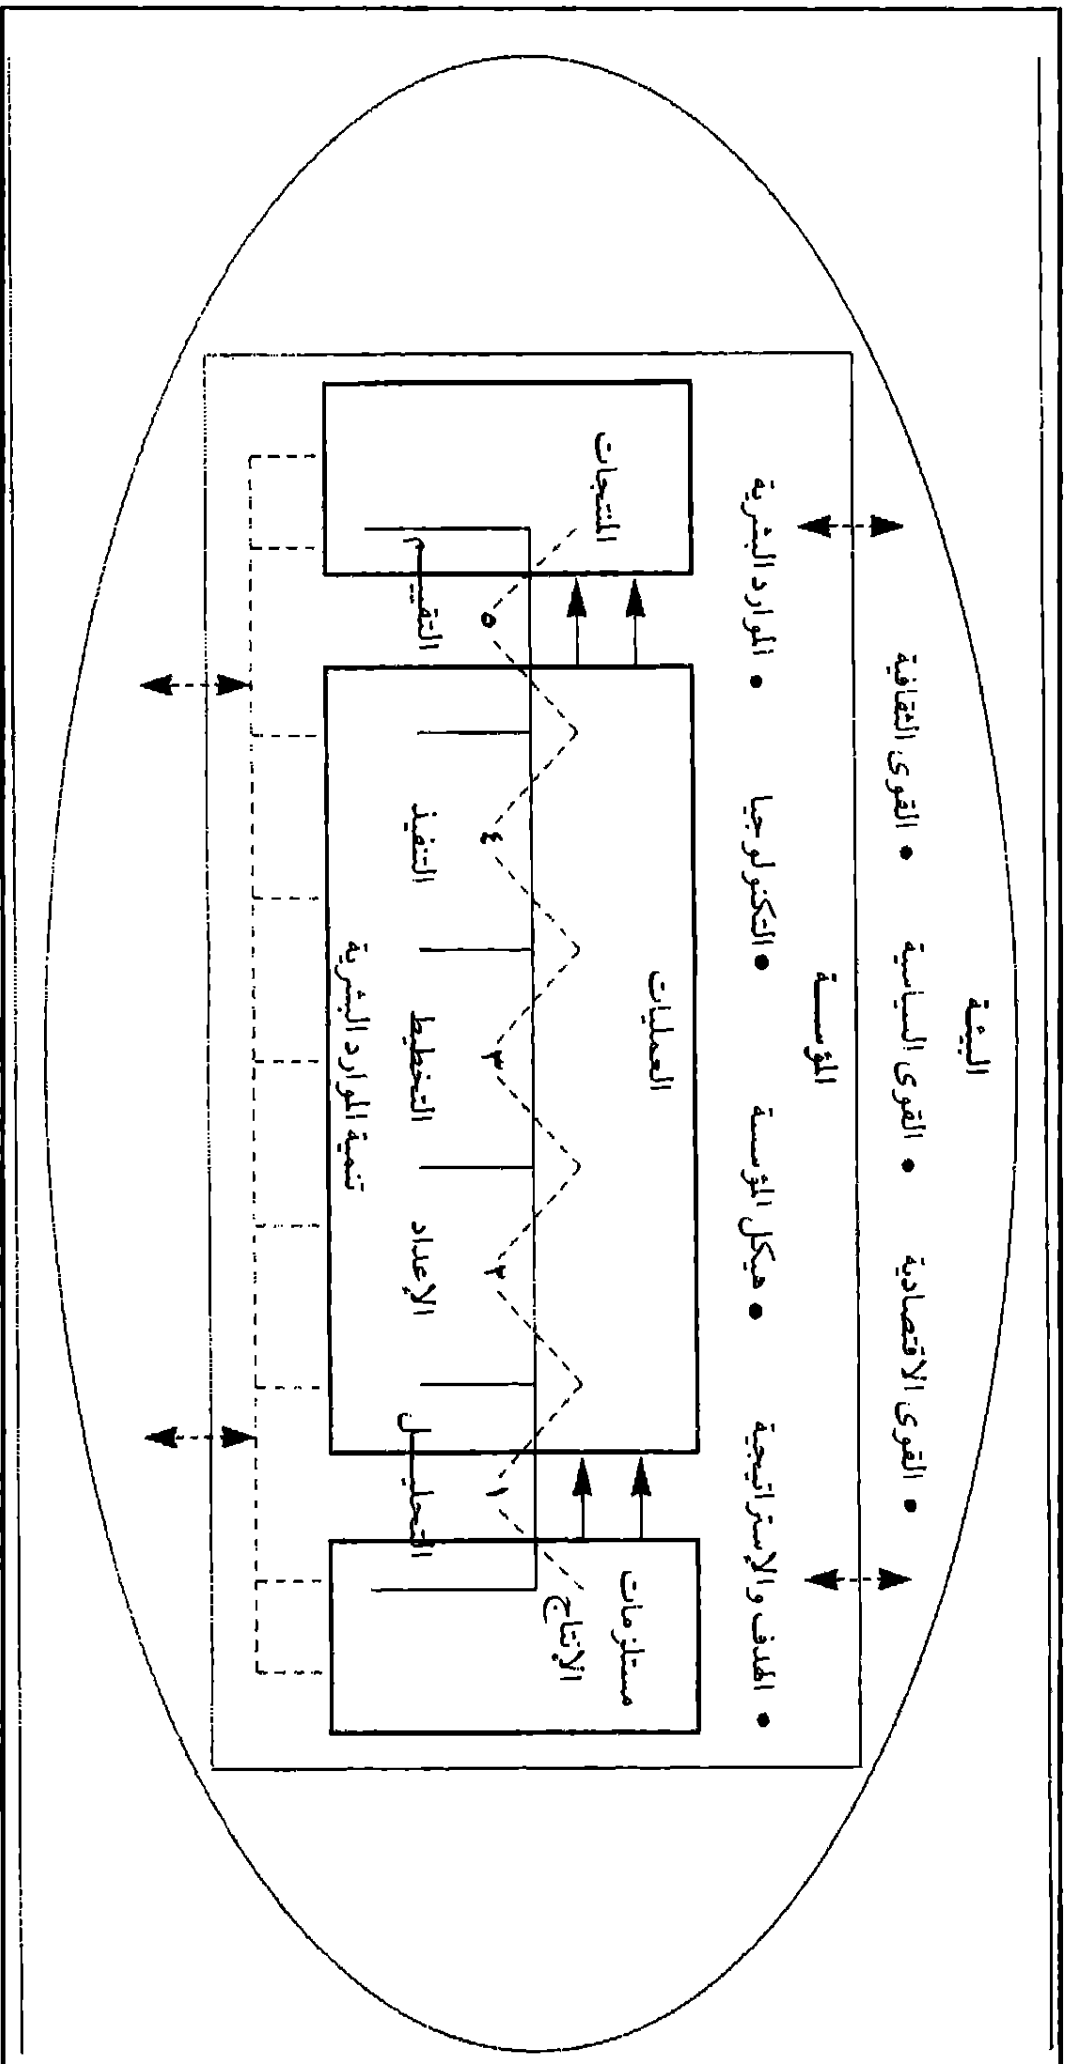 البيئة
• القوى الاقتصادية • القوى السياسية • القوى الثقافية
المؤسسة
• الهدف والإستراتيجية • هيكل المؤسسة • التكنولوجيا • الموارد البشرية
مستلزمات
الإنتاج
العمليات
المنتجات
١ ٢ ٣ ٤ ٥
التحليل الإعداد التخطيط التنفيذ التقييم
تنمية الموارد البشرية